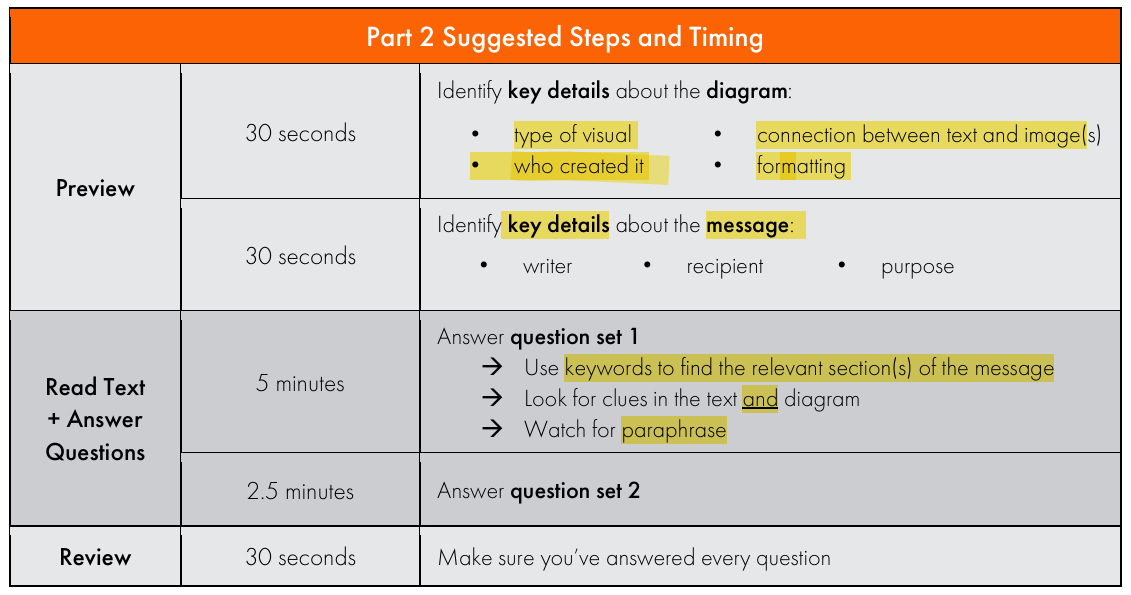 Part 2 Suggested Steps and Timing
Preview
30 seconds
Identify key details about the diagram:
• type of visual • connection between text and image(s)
• who created it • formatting
30 seconds
Identify key details about the message:
• writer • recipient • purpose
Read Text
+ Answer
Questions
5 minutes
Answer question set 1
→ Use keywords to find the relevant section(s) of the message
→ Look for clues in the text and diagram
→ Watch for paraphrase
2.5 minutes
Answer question set 2
Review
30 seconds
Make sure you’ve answered every question